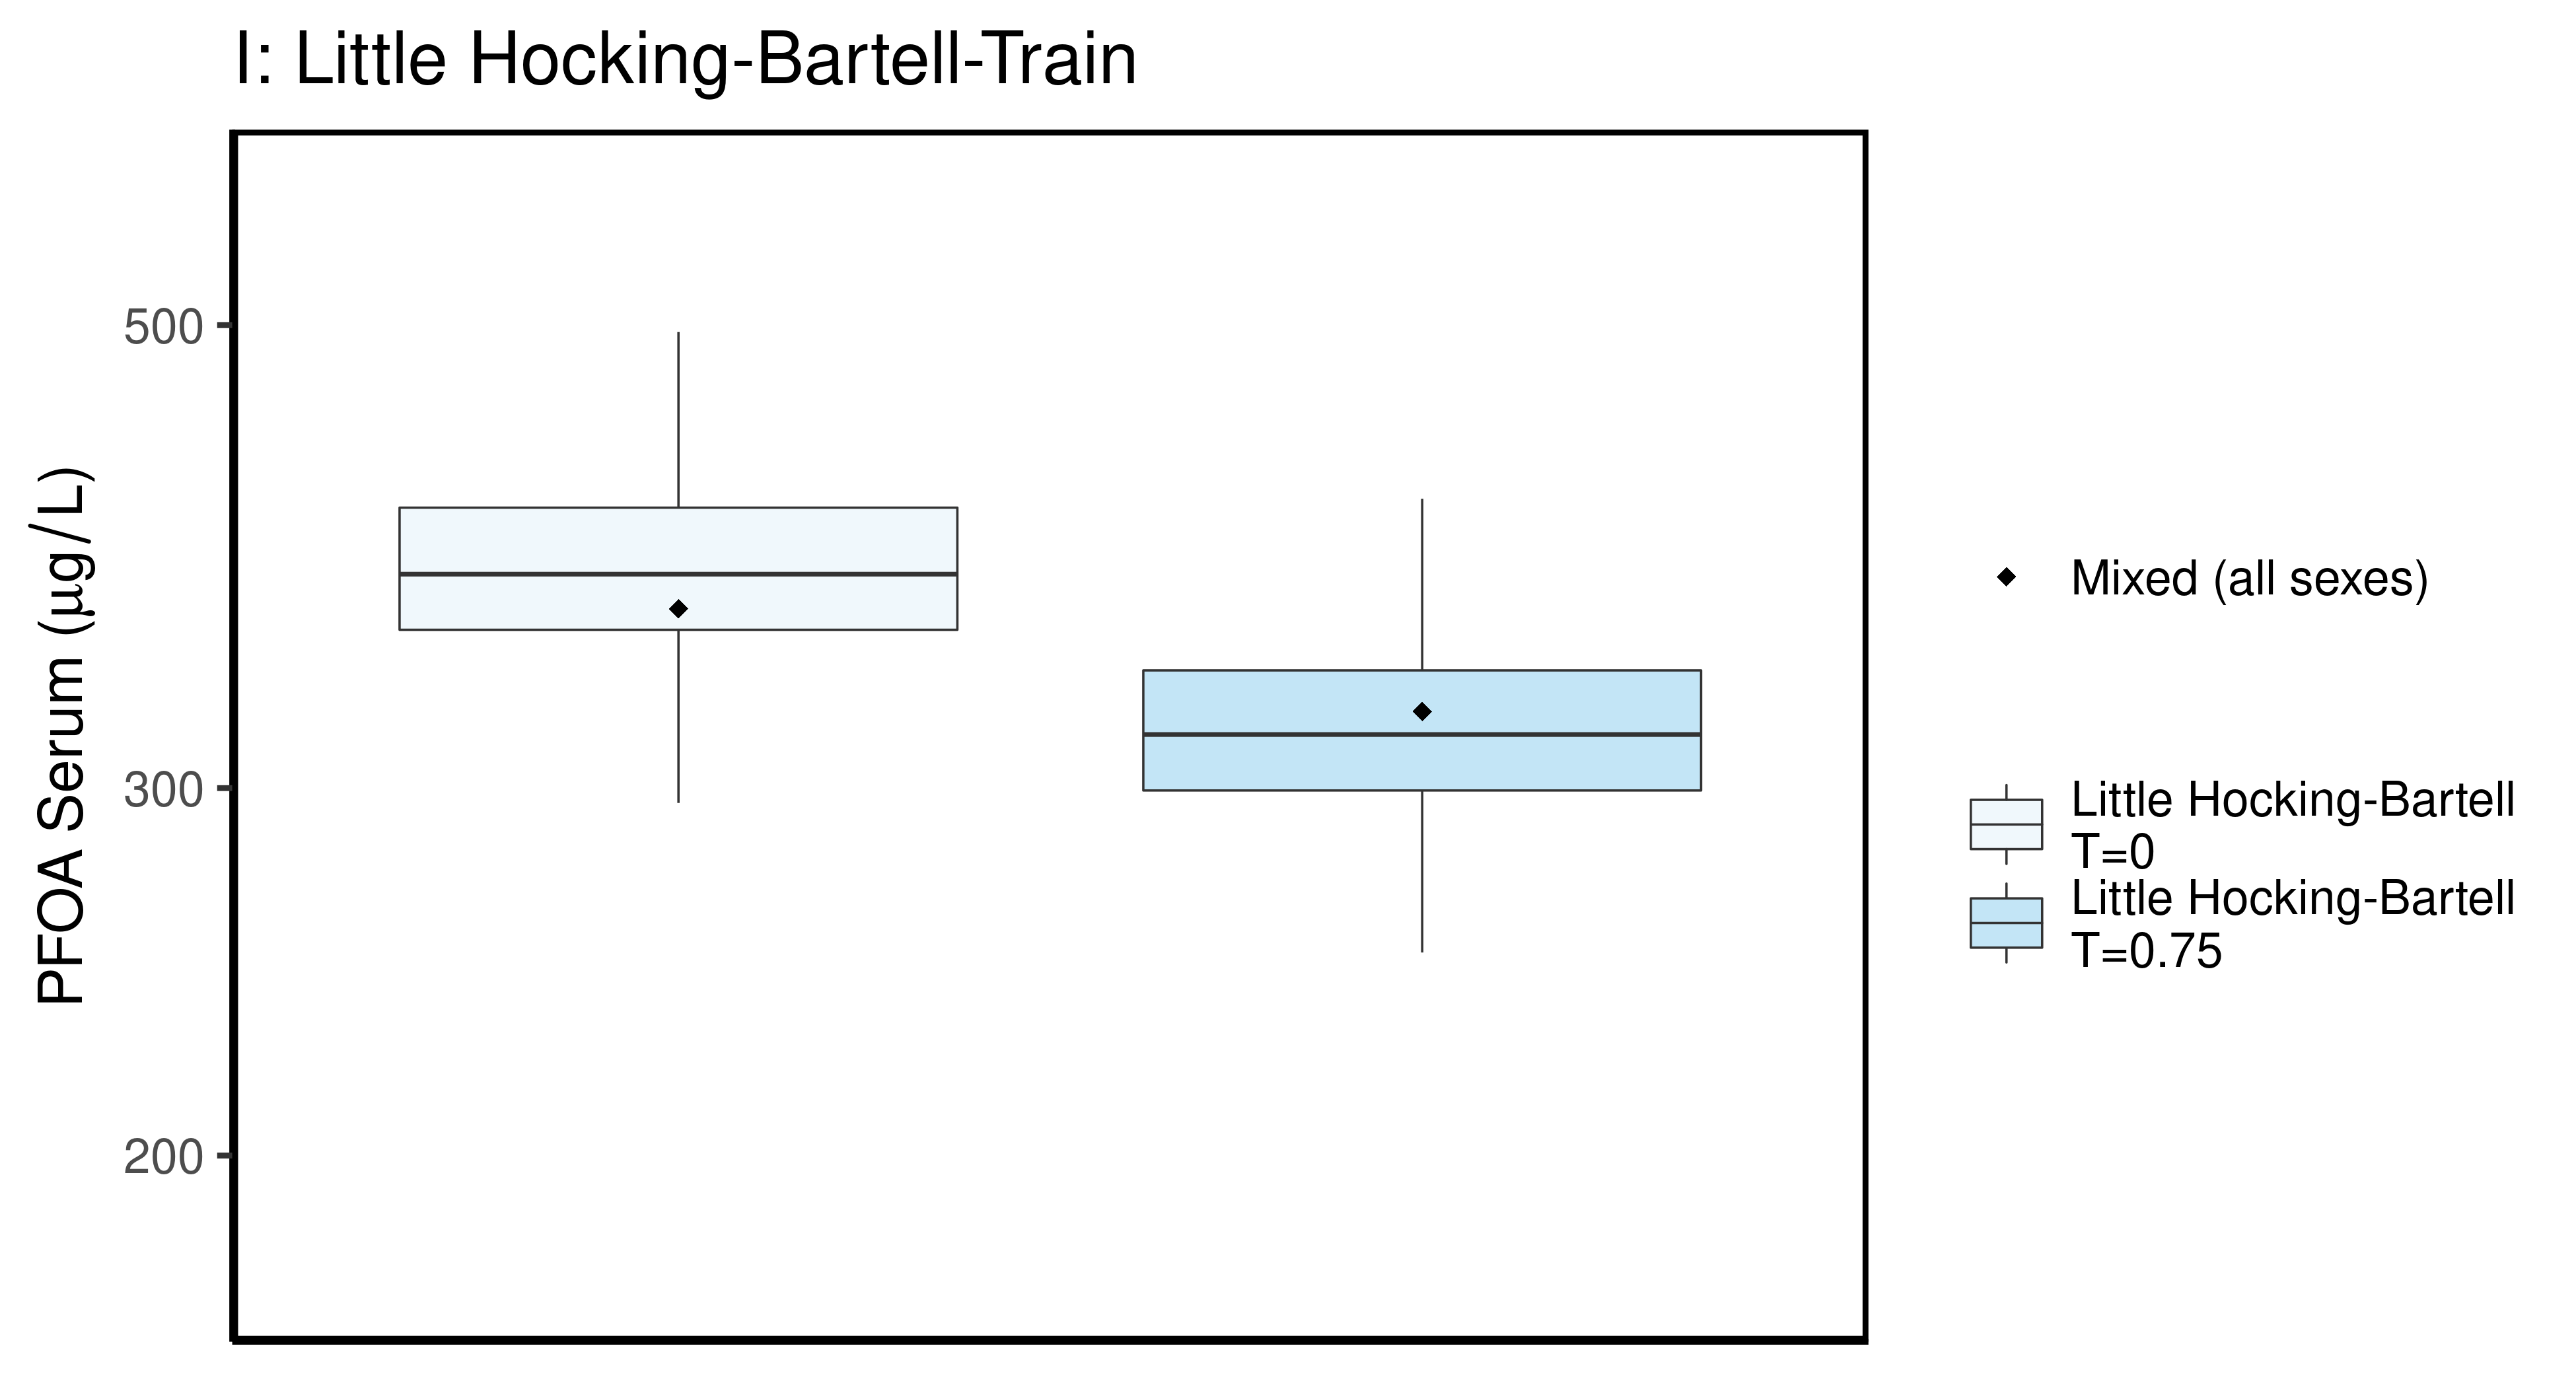 I: Little Hocking-Bartell-Train
PFOA Serum (μg/L)
500
300
200
Mixed (all sexes)
Little Hocking-Bartell
T=0
Little Hocking-Bartell
T=0.75